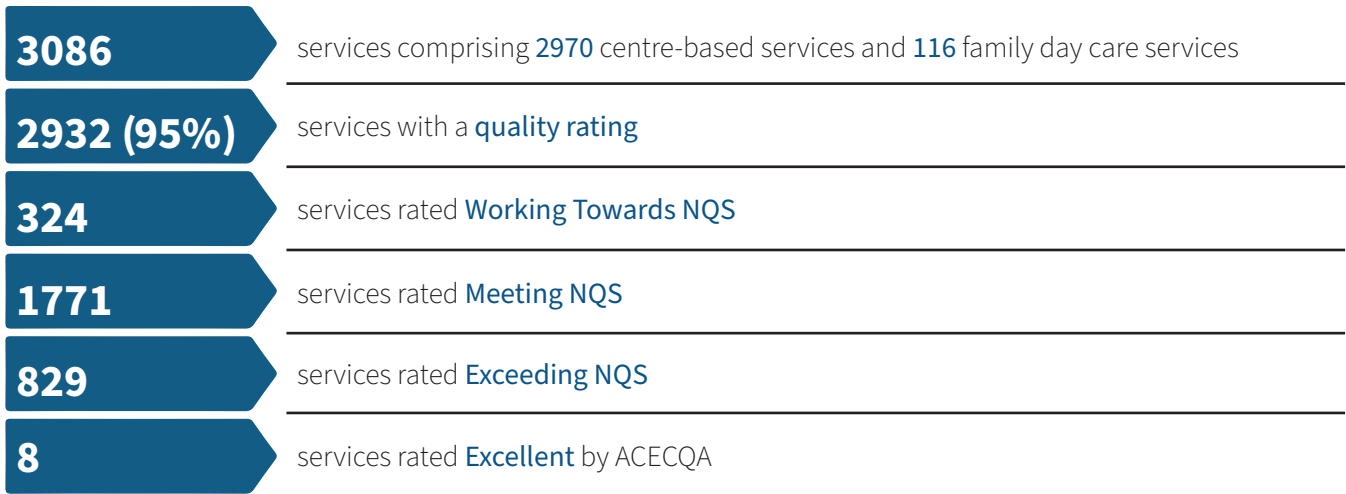 3086 services comprising 2970 centre-based services and 116 family day care services
2932 (95%) services with a quality rating
324 services rated Working Towards NQS
1771 services rated Meeting NQS
829 services rated Exceeding NQS
8 services rated Excellent by ACECQA